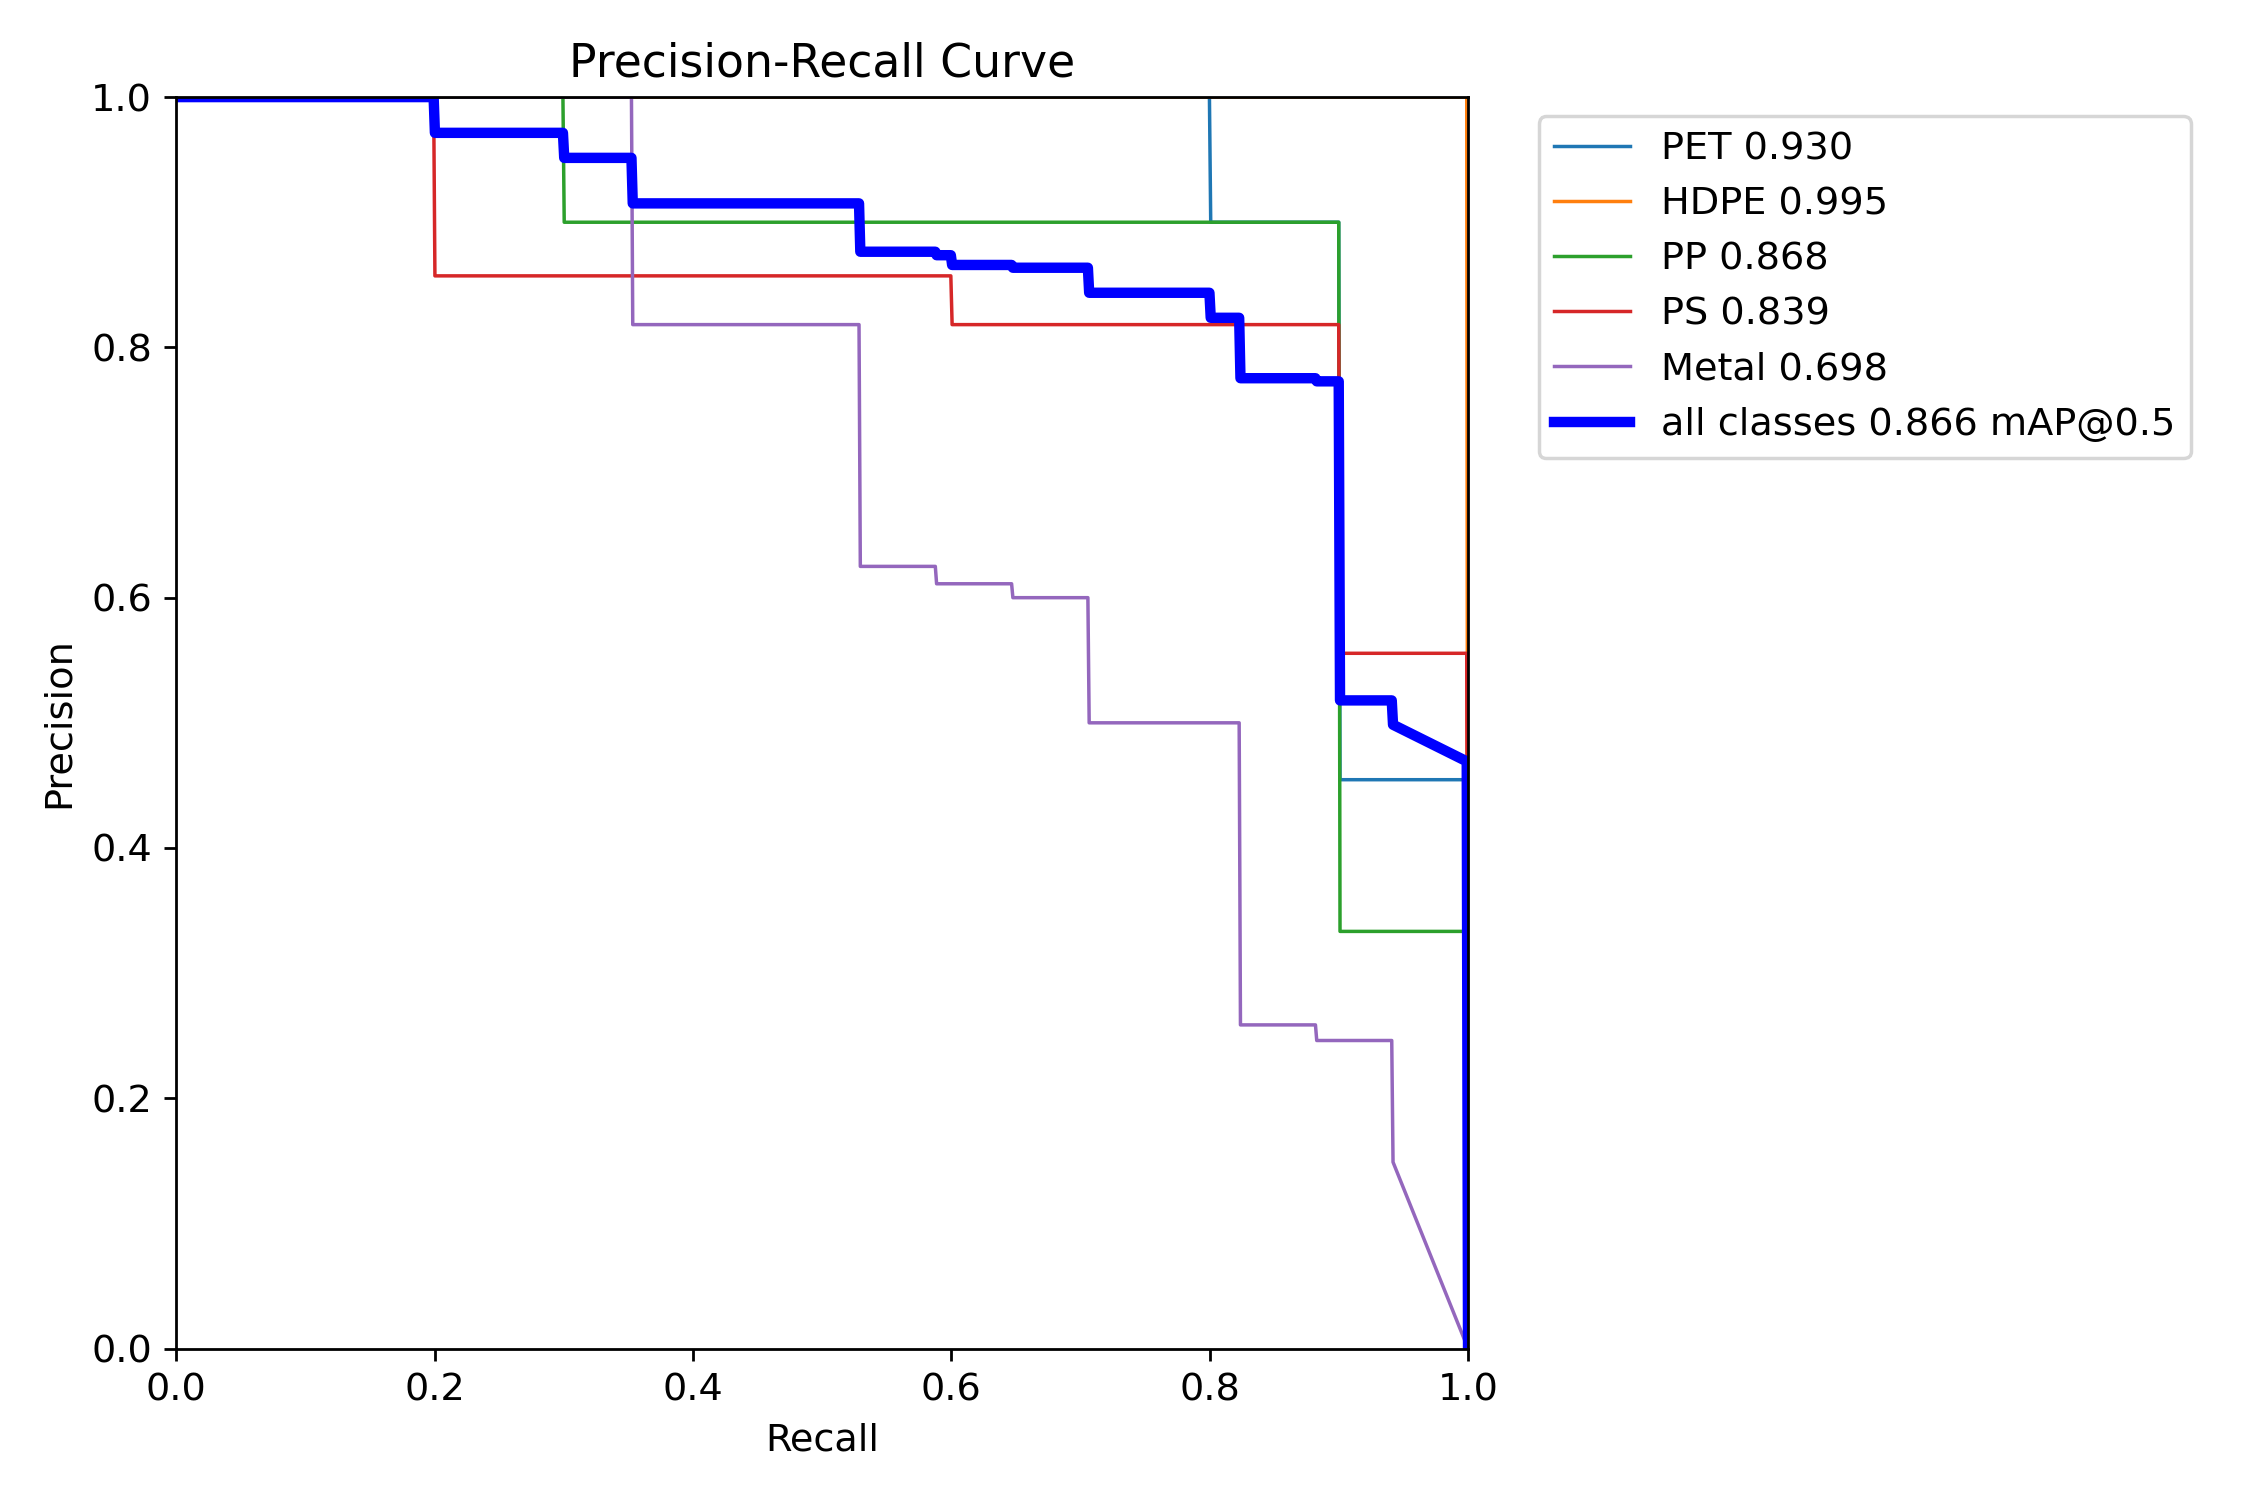 Precision-Recall Curve
1.0
0.8
0.6
0.4
0.2
0.0
Precision
0.0 0.2 0.4 0.6 0.8 1.0
Recall
PET 0.930
HDPE 0.995
PP 0.868
PS 0.839
Metal 0.698
all classes 0.866 mAP@0.5